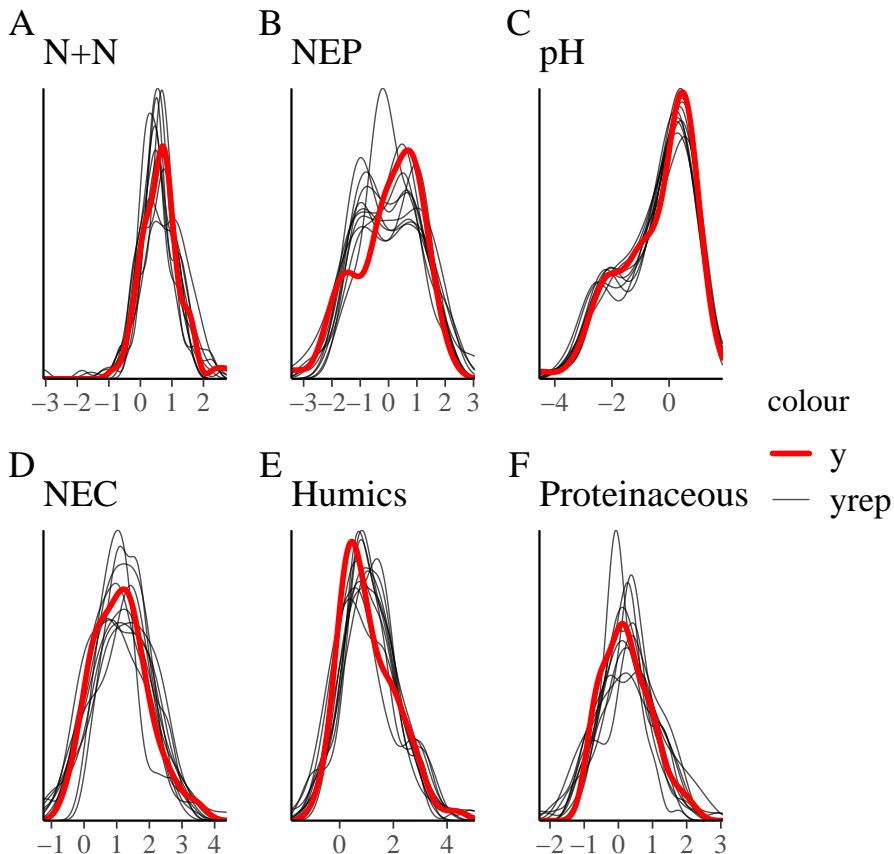 A
N+N
−3 −2 −1 0 1 2
B
NEP
−3 −2 −1 0 1 2 3
C
pH
−4 −2 0
colour
y
yrep
D
NEC
−1 0 1 2 3 4
E
Humics
0 2 4
F
Proteinaceous
−2 −1 0 1 2 3